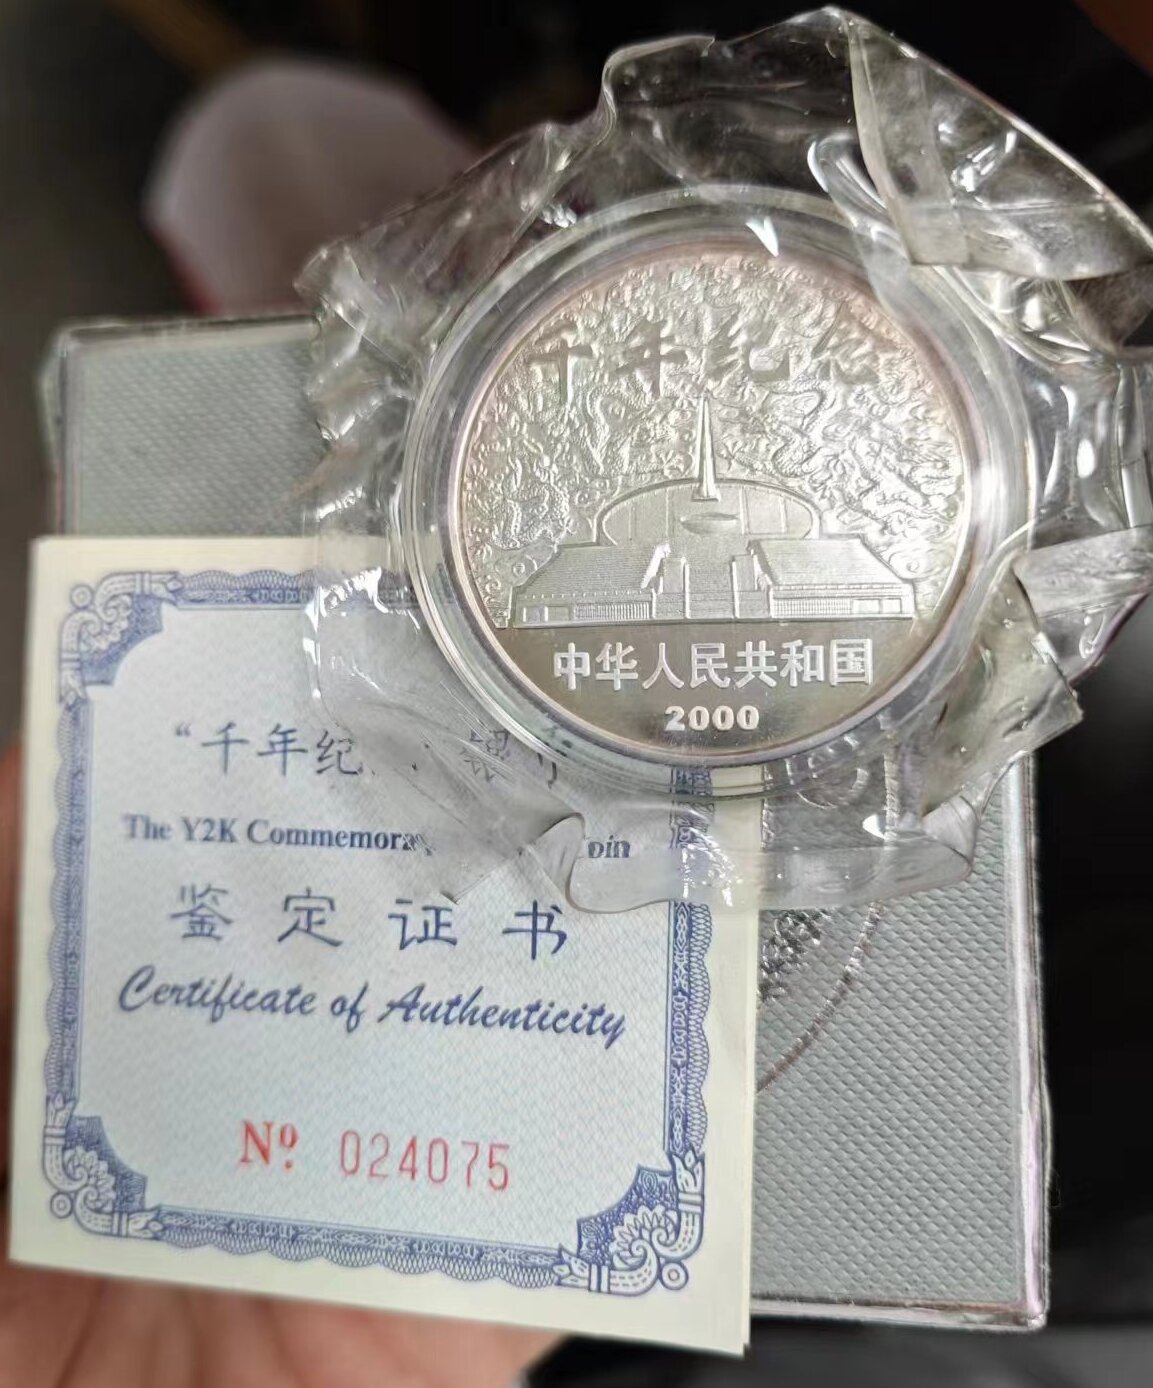 千年纪念
中华人民共和国
2000
“千年纪
The Y2K Commemora
oin
鉴定证书
Certificate of Authenticity
Nº 024075